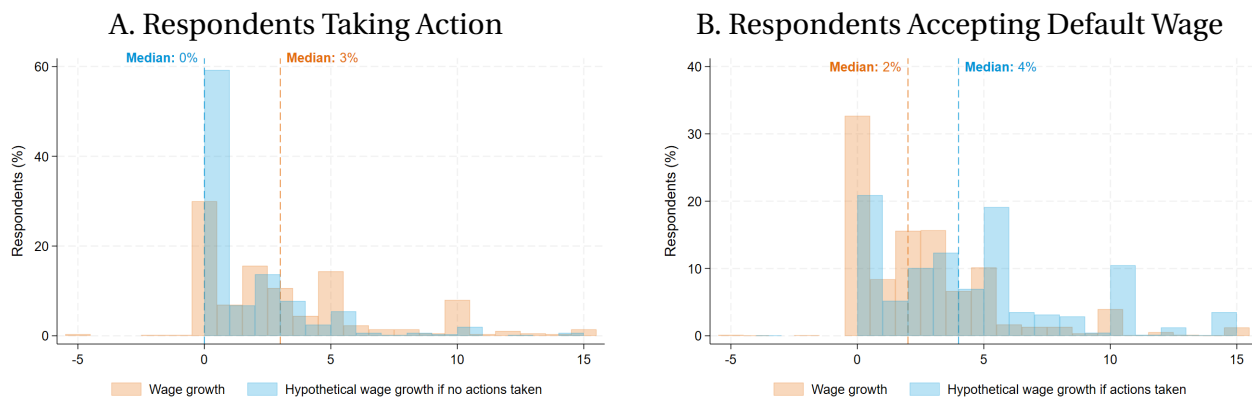 A. Respondents Taking Action
Median: 0%
Median: 3%
Respondents (%)
60
40
20
0
-5
0
5
10
15
Wage growth
Hypothetical wage growth if no actions taken
B. Respondents Accepting Default Wage
Median: 2%
Median: 4%
Respondents (%)
40
30
20
10
0
-5
0
5
10
15
Wage growth
Hypothetical wage growth if actions taken